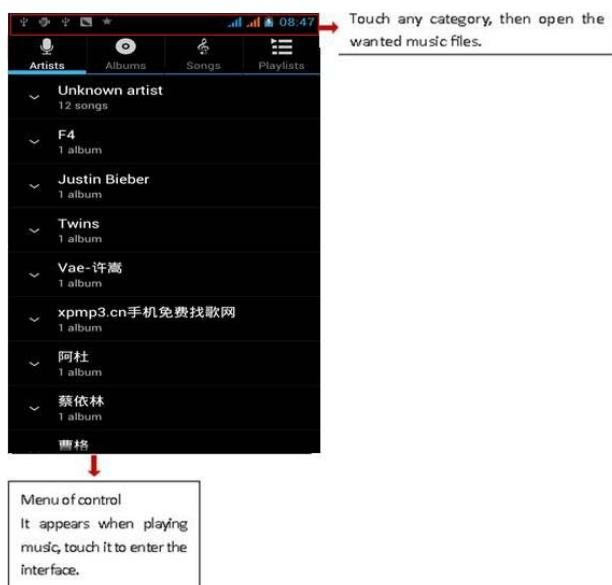 08:47
Artists Albums Songs Playlists
Unknown artist
12 songs
F4
1 album
Justin Bieber
1 album
Twins
1 album
Vae-许嵩
1 album
xpmp3.cn手机免费找歌网
1 album
阿杜
1 album
蔡依林
1 album
曹格
Touch any category, then open the
wanted music files.
Menu of control
It appears when playing
music, touch it to enter the
interface.